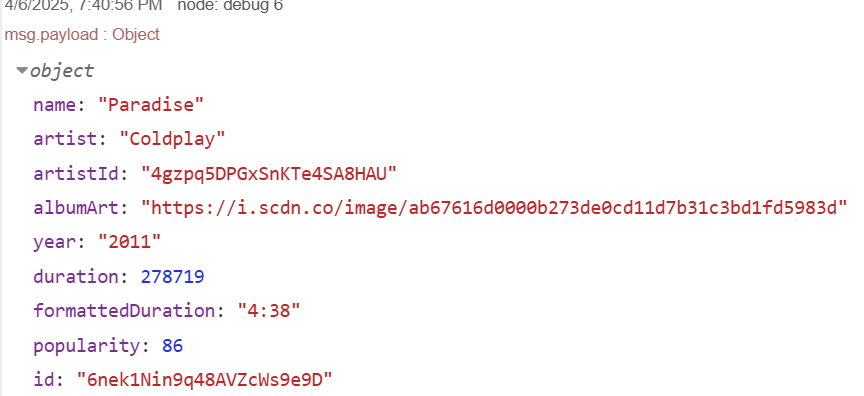 4/6/2025, 7:40:56 PM node: debug 6
msg.payload : Object
object
name: "Paradise"
artist: "Coldplay"
artistId: "4gzpq5DPGxSnKTe4SA8HAU"
albumArt: "https://i.scdn.co/image/ab67616d0000b273de0cd11d7b31c3bd1fd5983d"
year: "2011"
duration: 278719
formattedDuration: "4:38"
popularity: 86
id: "6nek1Nin9q48AVZcWs9e9D"